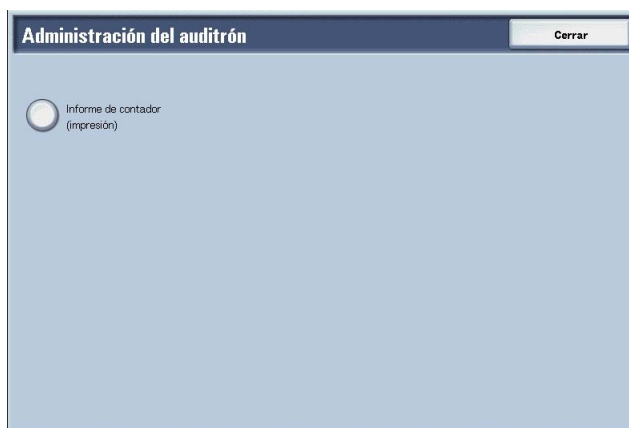 Administración del auditrón
Cerrar
Informe de contador
(impresión)